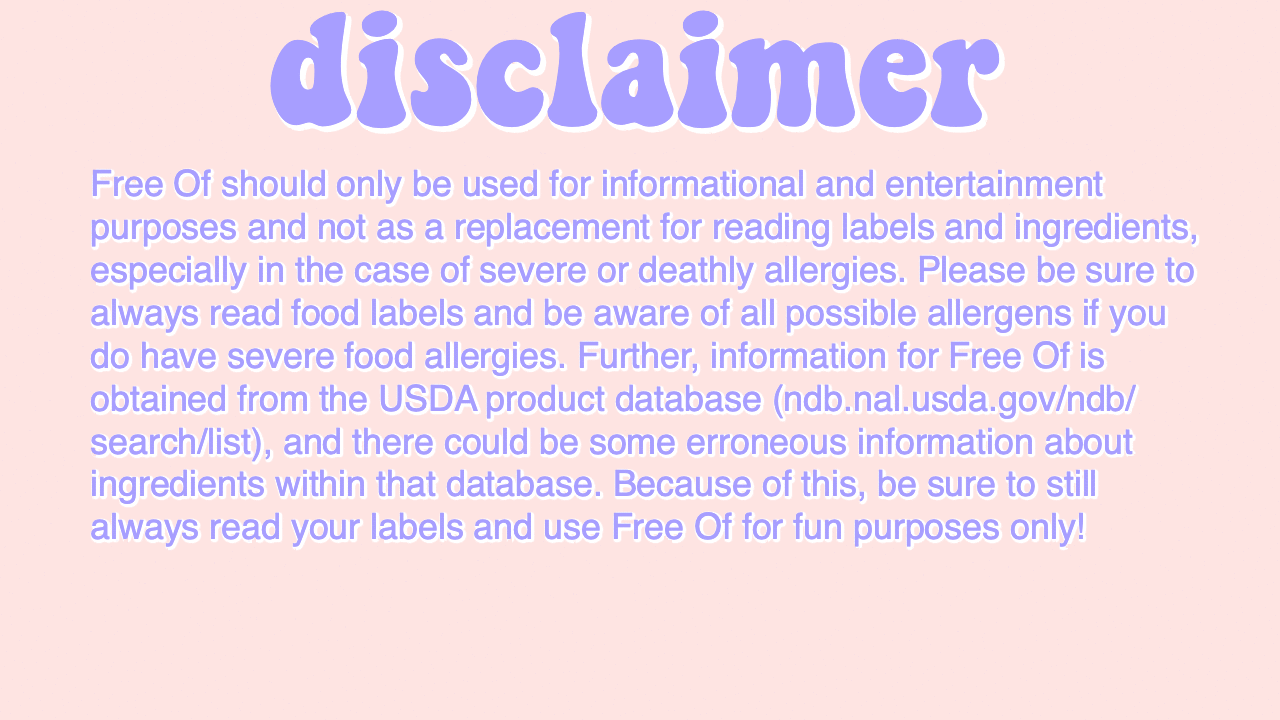 disclaimer
Free Of should only be used for informational and entertainment
purposes and not as a replacement for reading labels and ingredients,
especially in the case of severe or deathly allergies. Please be sure to
always read food labels and be aware of all possible allergens if you
do have severe food allergies. Further, information for Free Of is
obtained from the USDA product database (ndb.nal.usda.gov/ndb/
search/list), and there could be some erroneous information about
ingredients within that database. Because of this, be sure to still
always read your labels and use Free Of for fun purposes only!